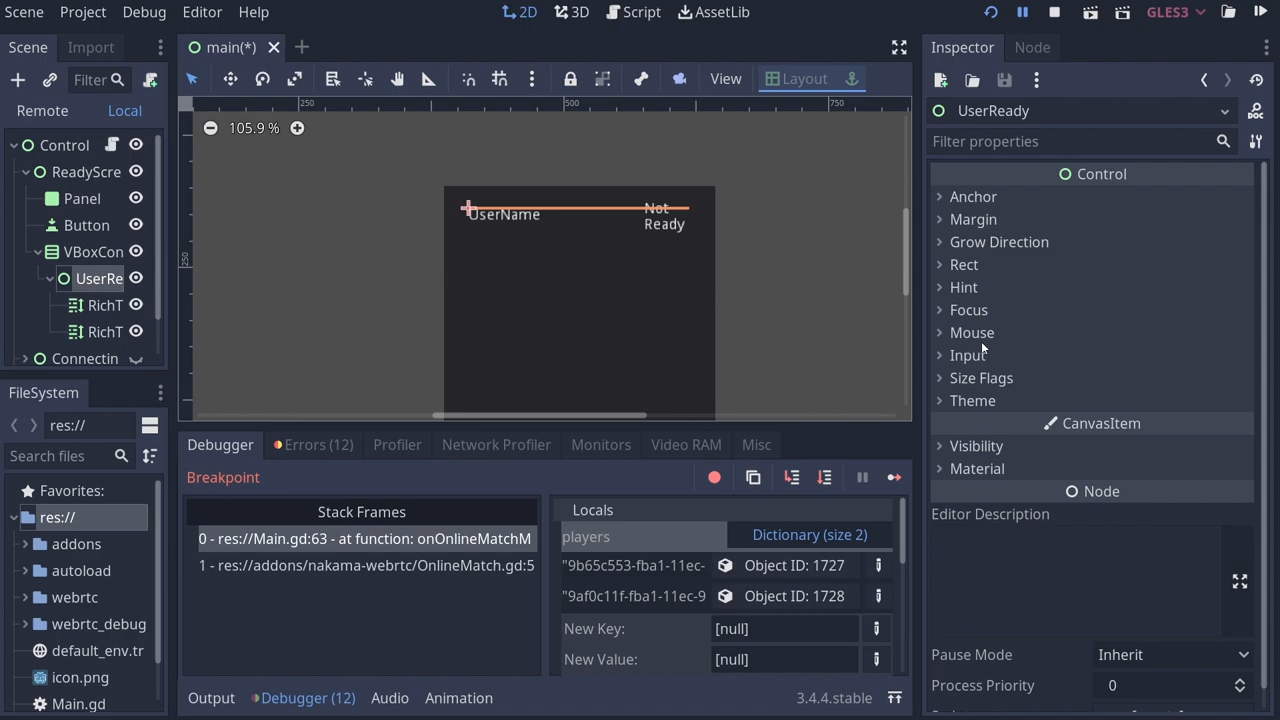 Scene Project Debug Editor Help
2D 3D Script AssetLib
GLES3
Scene Import
main(*)
Inspector Node
Filter
View Layout
Remote Local
250 500 750
UserReady
105.9 %
Filter properties
Control
ReadyScre
Panel
Button
VBoxCon
UserRe
RichT
RichT
Connectin
250
UserName
Not
Ready
Control
Anchor
Margin
Grow Direction
Rect
Hint
Focus
Mouse
Input
Size Flags
Theme
CanvasItem
Visibility
Material
Node
Editor Description
Pause Mode Inherit
Process Priority 0
FileSystem
res://
Search files
Favorites:
res://
addons
autoload
webrtc
webrtc_debug
default_env.tr
icon.png
Main.gd
Debugger Errors (12) Profiler Network Profiler Monitors Video RAM Misc
Breakpoint
Stack Frames
0 - res://Main.gd:63 - at function: onOnlineMatchM
1 - res://addons/nakama-webrtc/OnlineMatch.gd:5
Locals
players Dictionary (size 2)
"9b65c553-fba1-11ec- Object ID: 1727
"9af0c11f-fba1-11ec-9 Object ID: 1728
New Key: [null]
New Value: [null]
Output Debugger (12) Audio Animation 3.4.4.stable